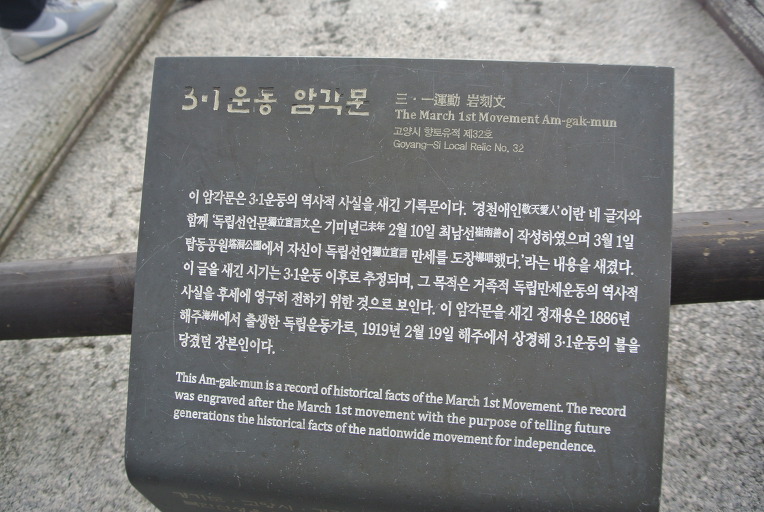 3·1 운동 암각문
三·一運動 岩刻文
The March 1st Movement Am-gak-mun
고양시 향토유적 제32호
Goyang-Si Local Relic No. 32
이 암각문은 3·1운동의 역사적 사실을 새긴 기록문이다. '경천애인敬天愛人'이란 네 글자와
함께 '독립선언문獨立宣言文은 기미년己未年 2월 10일 최남선崔南善이 작성하였으며 3월 1일
탑동공원塔洞公園에서 자신이 독립선언獨立宣言 만세를 도창導唱했다.'라는 내용을 새겼다.
이 글을 새긴 시기는 3·1운동 이후로 추정되며, 그 목적은 거족적 독립만세운동의 역사적
사실을 후세에 영구히 전하기 위한 것으로 보인다. 이 암각문을 새긴 정재용은 1886년
해주海州에서 출생한 독립운동가로, 1919년 2월 19일 해주에서 상경해 3·1운동의 불을
당겼던 장본인이다.
This Am-gak-mun is a record of historical facts of the March 1st Movement. The record
was engraved after the March 1st movement with the purpose of telling future
generations the historical facts of the nationwide movement for independence.